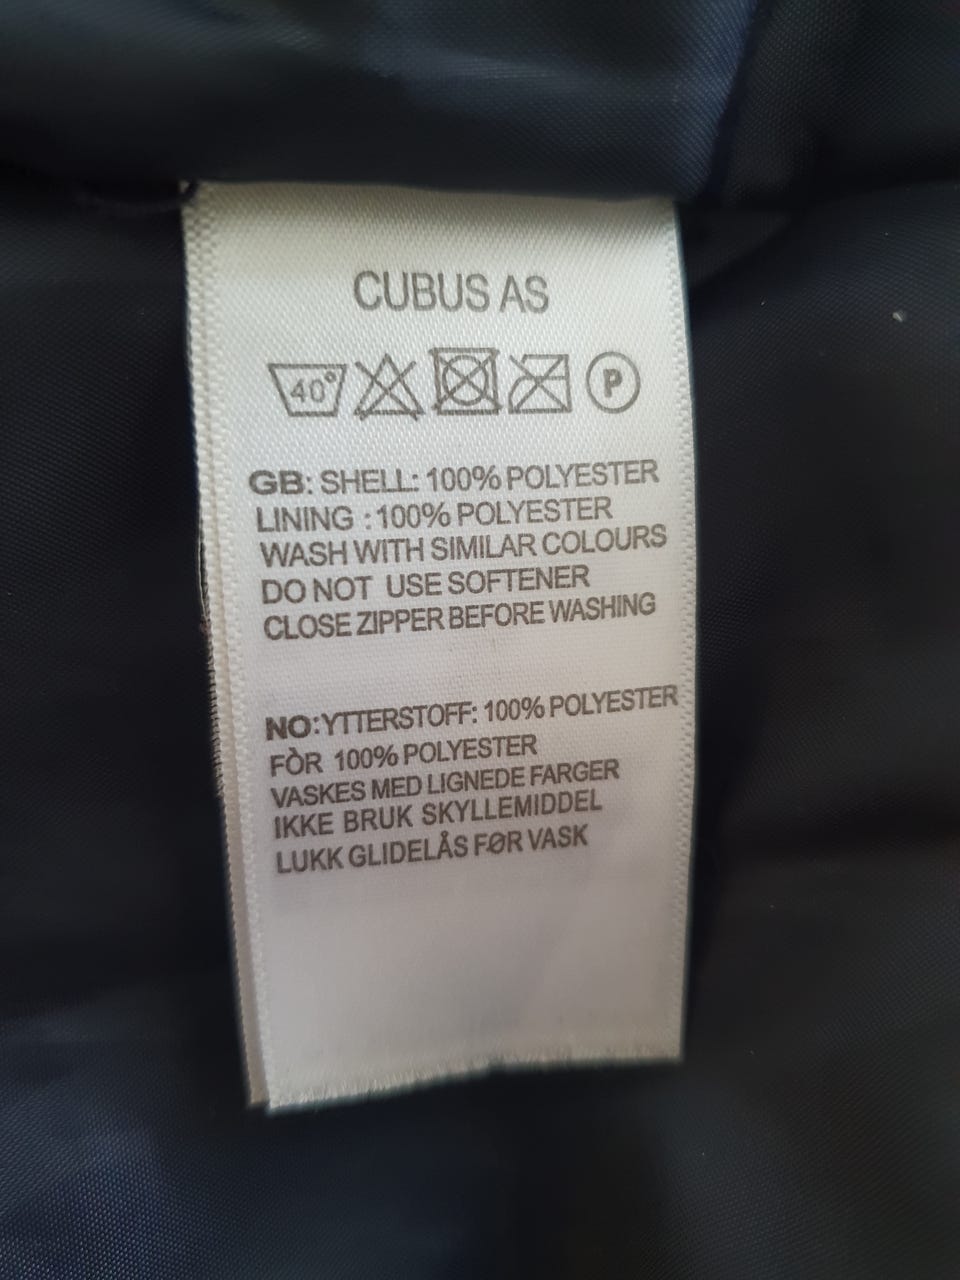 CUBUS AS
40° P
GB: SHELL: 100% POLYESTER
LINING : 100% POLYESTER
WASH WITH SIMILAR COLOURS
DO NOT USE SOFTENER
CLOSE ZIPPER BEFORE WASHING
NO: YTTERSTOFF: 100% POLYESTER
FÒR 100% POLYESTER
VASKES MED LIGNEDE FARGER
IKKE BRUK SKYLLEMIDDEL
LUKK GLIDELÅS FØR VASK